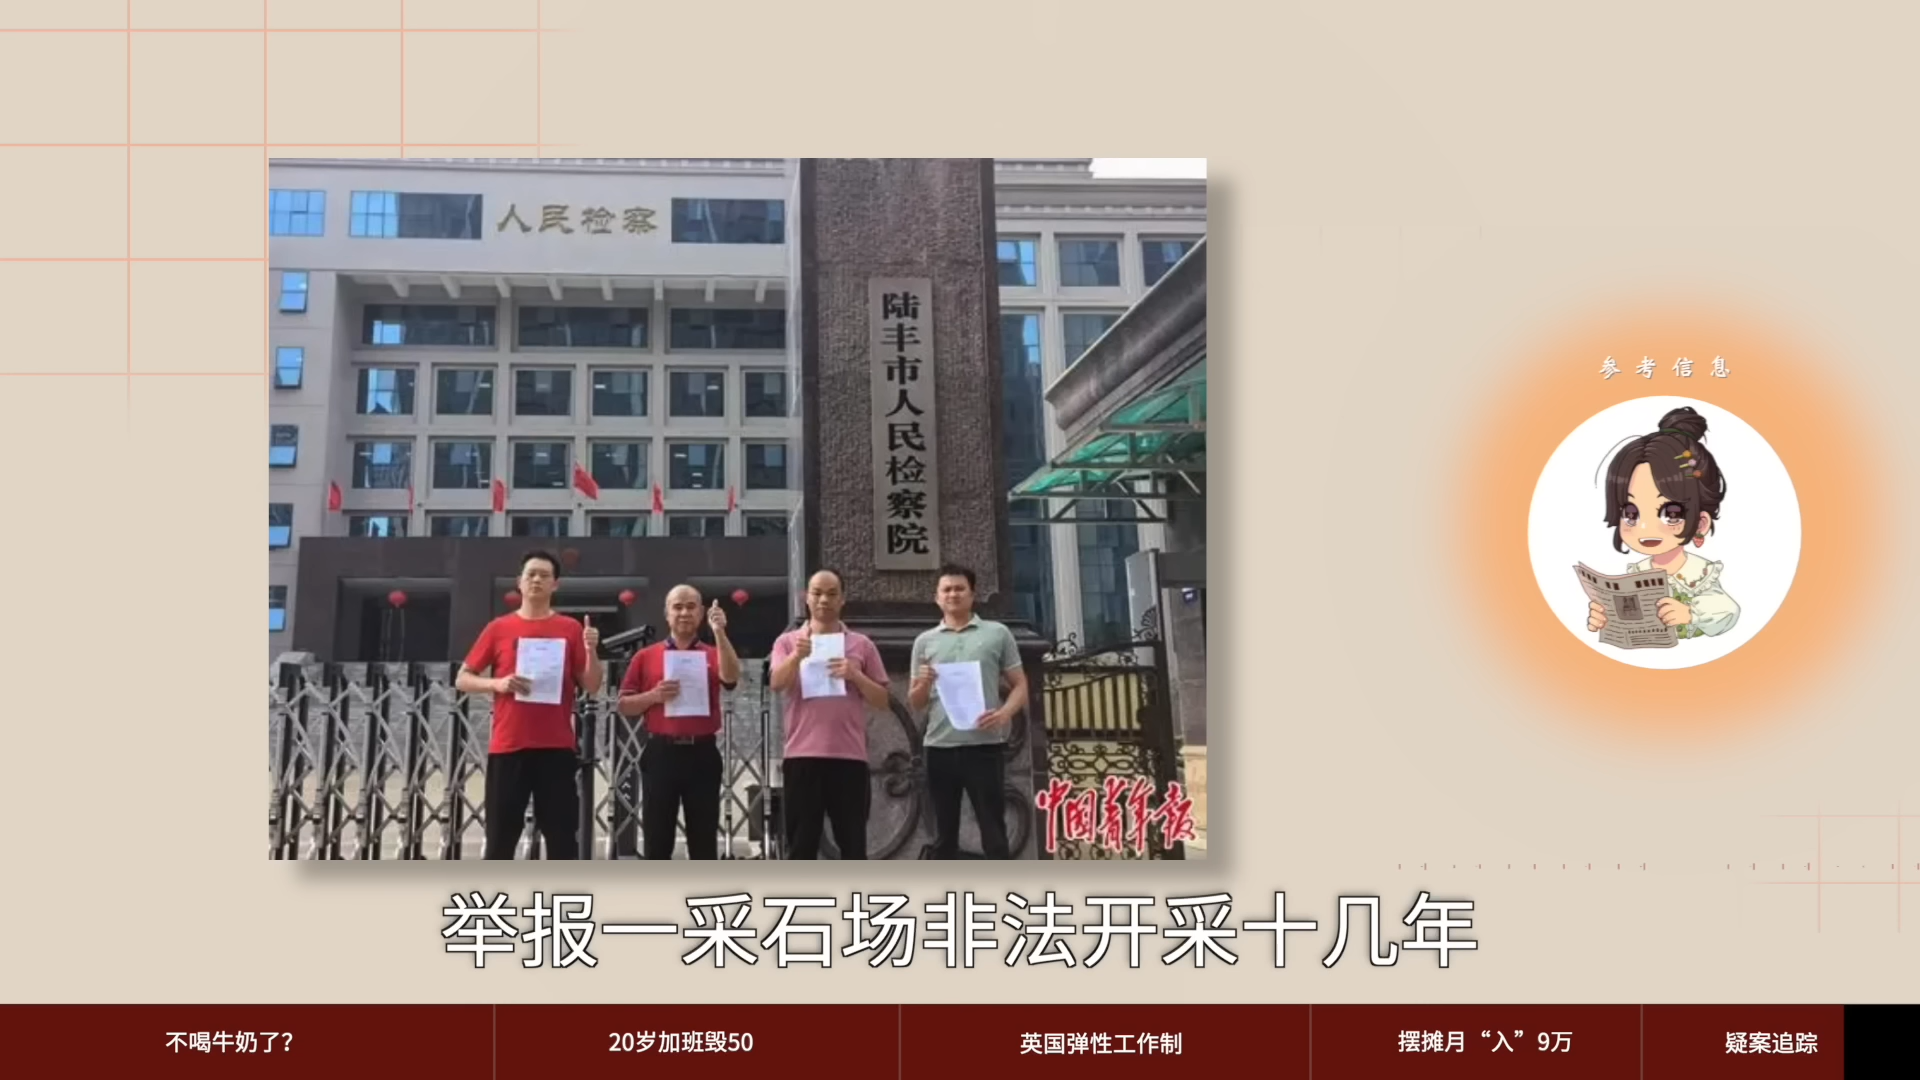 人民检察
陆丰市人民检察院
中国青年报
参考信息
举报一采石场非法开采十几年
不喝牛奶了？
20岁加班毁50
英国弹性工作制
摆摊月“入”9万
疑案追踪